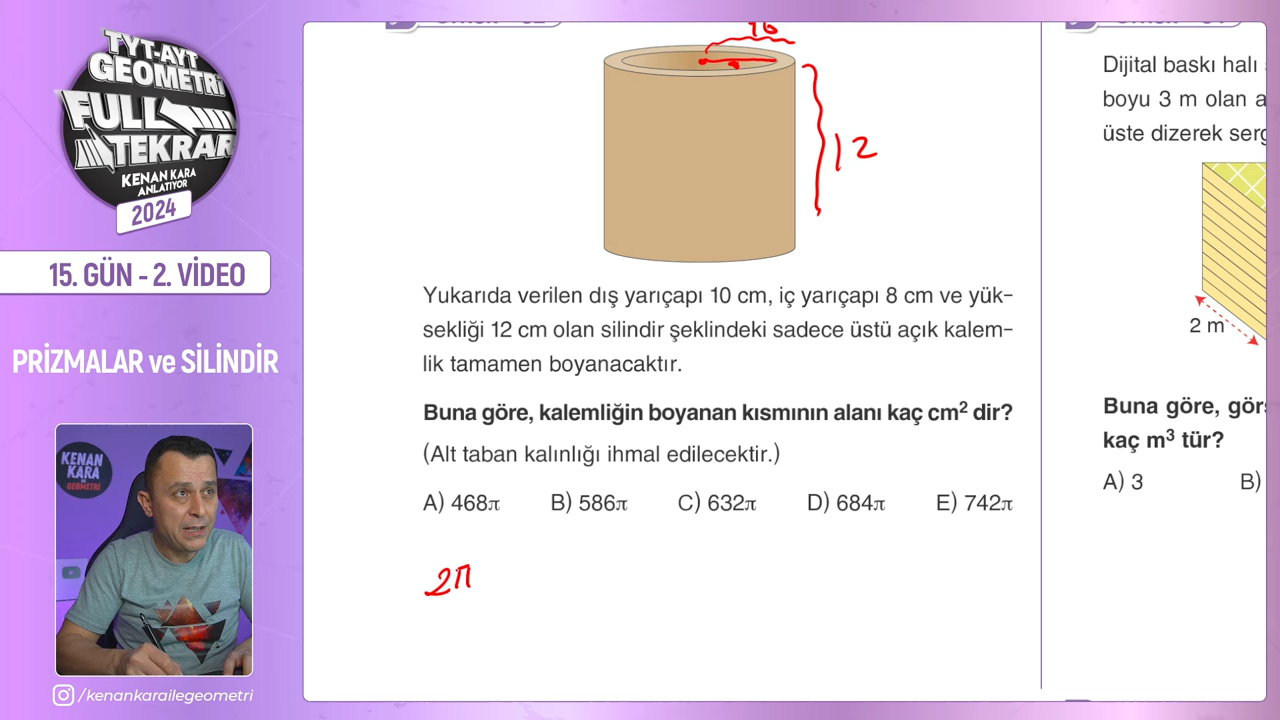 TYT-AYT
GEOMETRİ
FULL
TEKRAR
KENAN KARA
ANLATIYOR
2024
15. GÜN - 2. VİDEO
PRİZMALAR ve SİLİNDİR
KENAN
KARA
GEOMETRİ
/kenankarailegeometri
12
Yukarıda verilen dış yarıçapı 10 cm, iç yarıçapı 8 cm ve yük-
sekliği 12 cm olan silindir şeklindeki sadece üstü açık kalem-
lik tamamen boyanacaktır.
Buna göre, kalemliğin boyanan kısmının alanı kaç cm² dir?
(Alt taban kalınlığı ihmal edilecektir.)
A) 468π B) 586π C) 632π D) 684π E) 742π
2π
Dijital baskı halı
boyu 3 m olan a
üste dizerek serg
2 m
Buna göre, görs
kaç m³ tür?
A) 3 B)